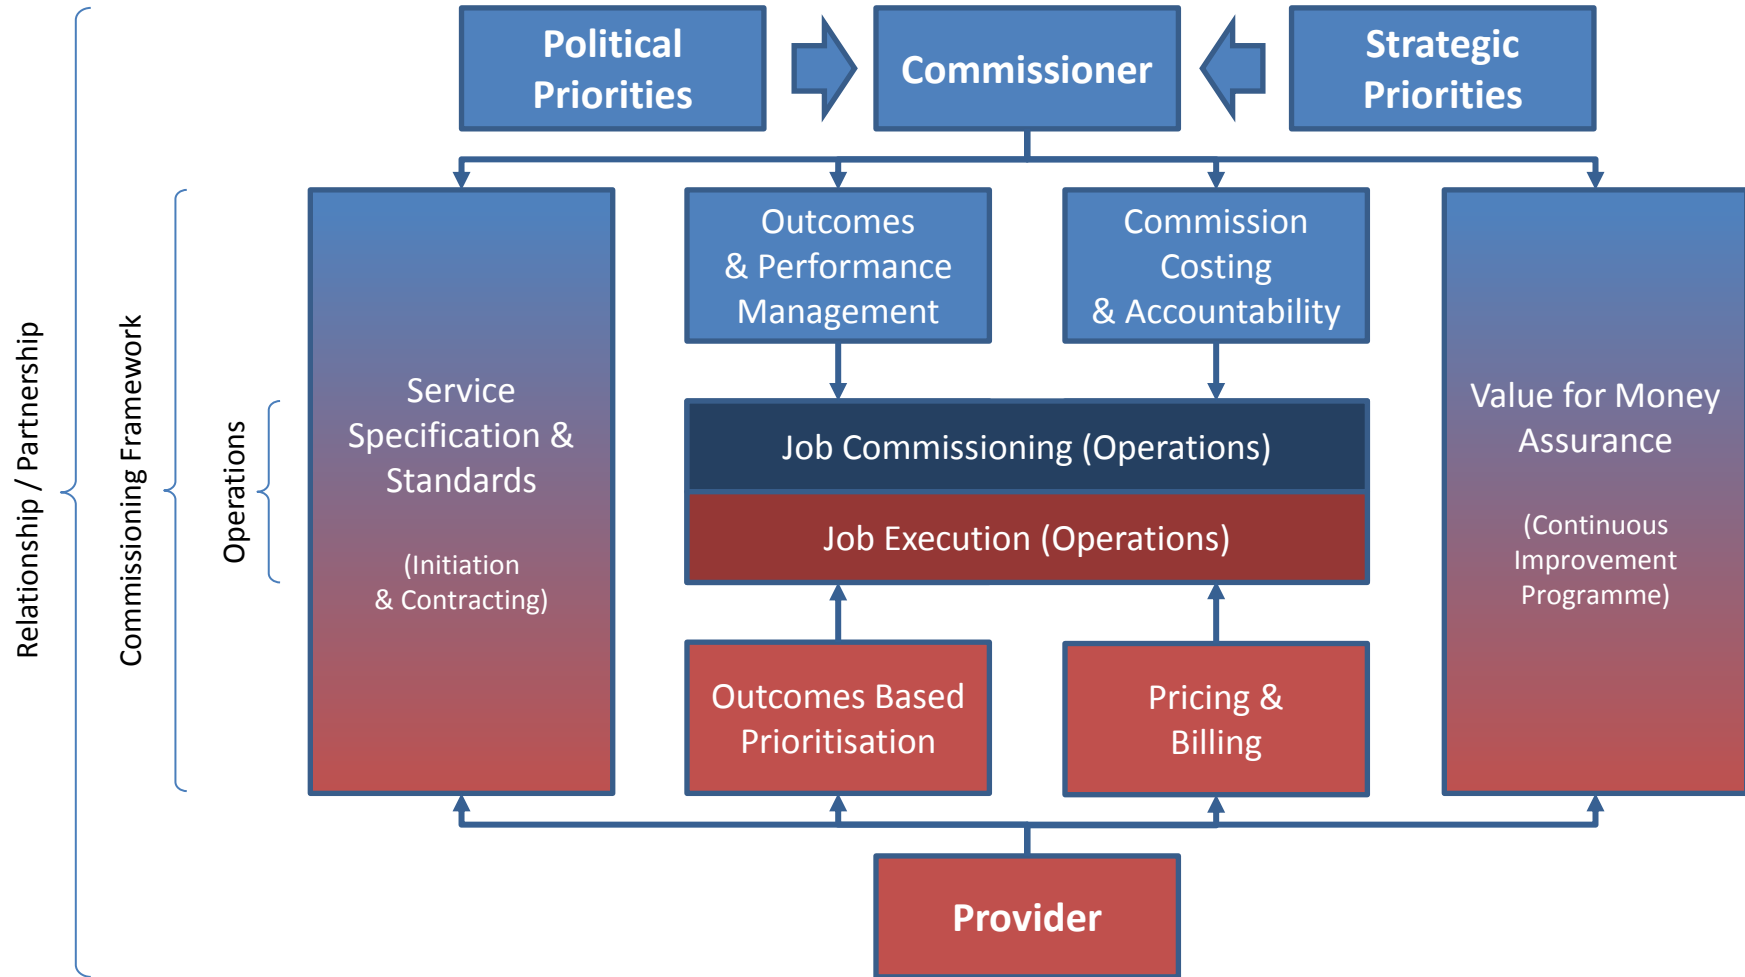 Political
Priorities
Commissioner
Strategic
Priorities
Relationship / Partnership
Commissioning Framework
Operations
Service
Specification &
Standards
(Initiation
& Contracting)
Outcomes
& Performance
Management
Commission
Costing
& Accountability
Job Commissioning (Operations)
Job Execution (Operations)
Outcomes Based
Prioritisation
Pricing &
Billing
Value for Money
Assurance
(Continuous
Improvement
Programme)
Provider